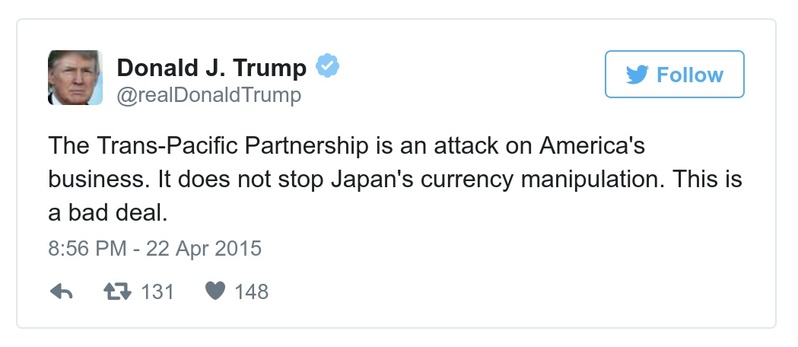 Donald J. Trump
@realDonaldTrump
Follow
The Trans-Pacific Partnership is an attack on America's
business. It does not stop Japan's currency manipulation. This is
a bad deal.
8:56 PM - 22 Apr 2015
131 148